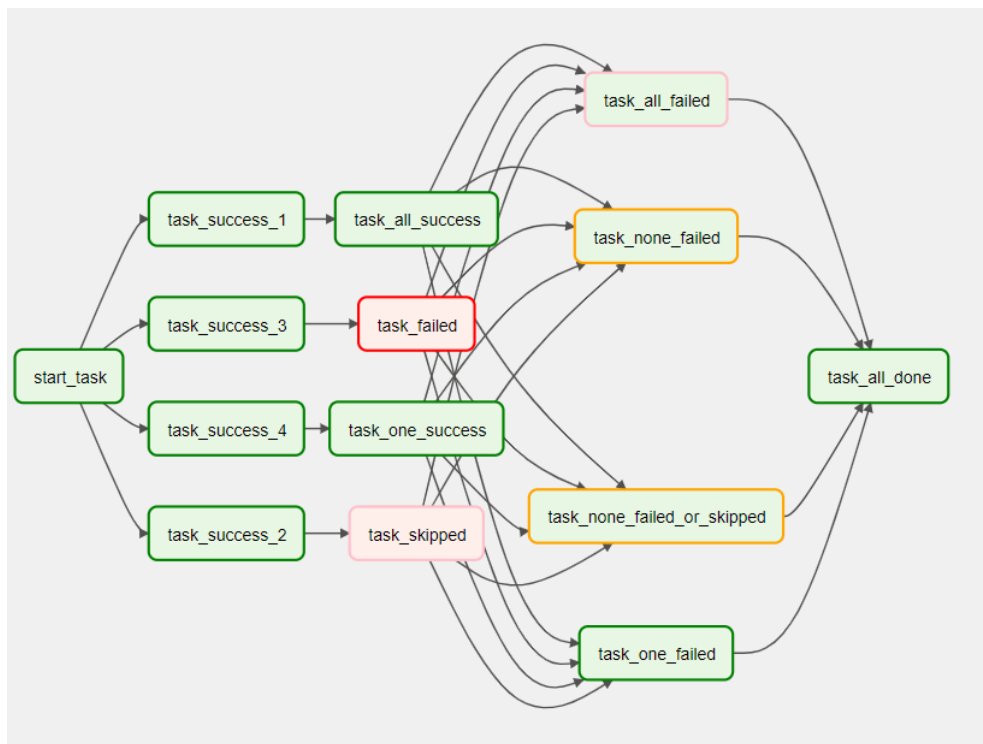 task_all_failed
task_success_1
task_all_success
task_none_failed
task_success_3
task_failed
start_task
task_all_done
task_success_4
task_one_success
task_none_failed_or_skipped
task_success_2
task_skipped
task_one_failed